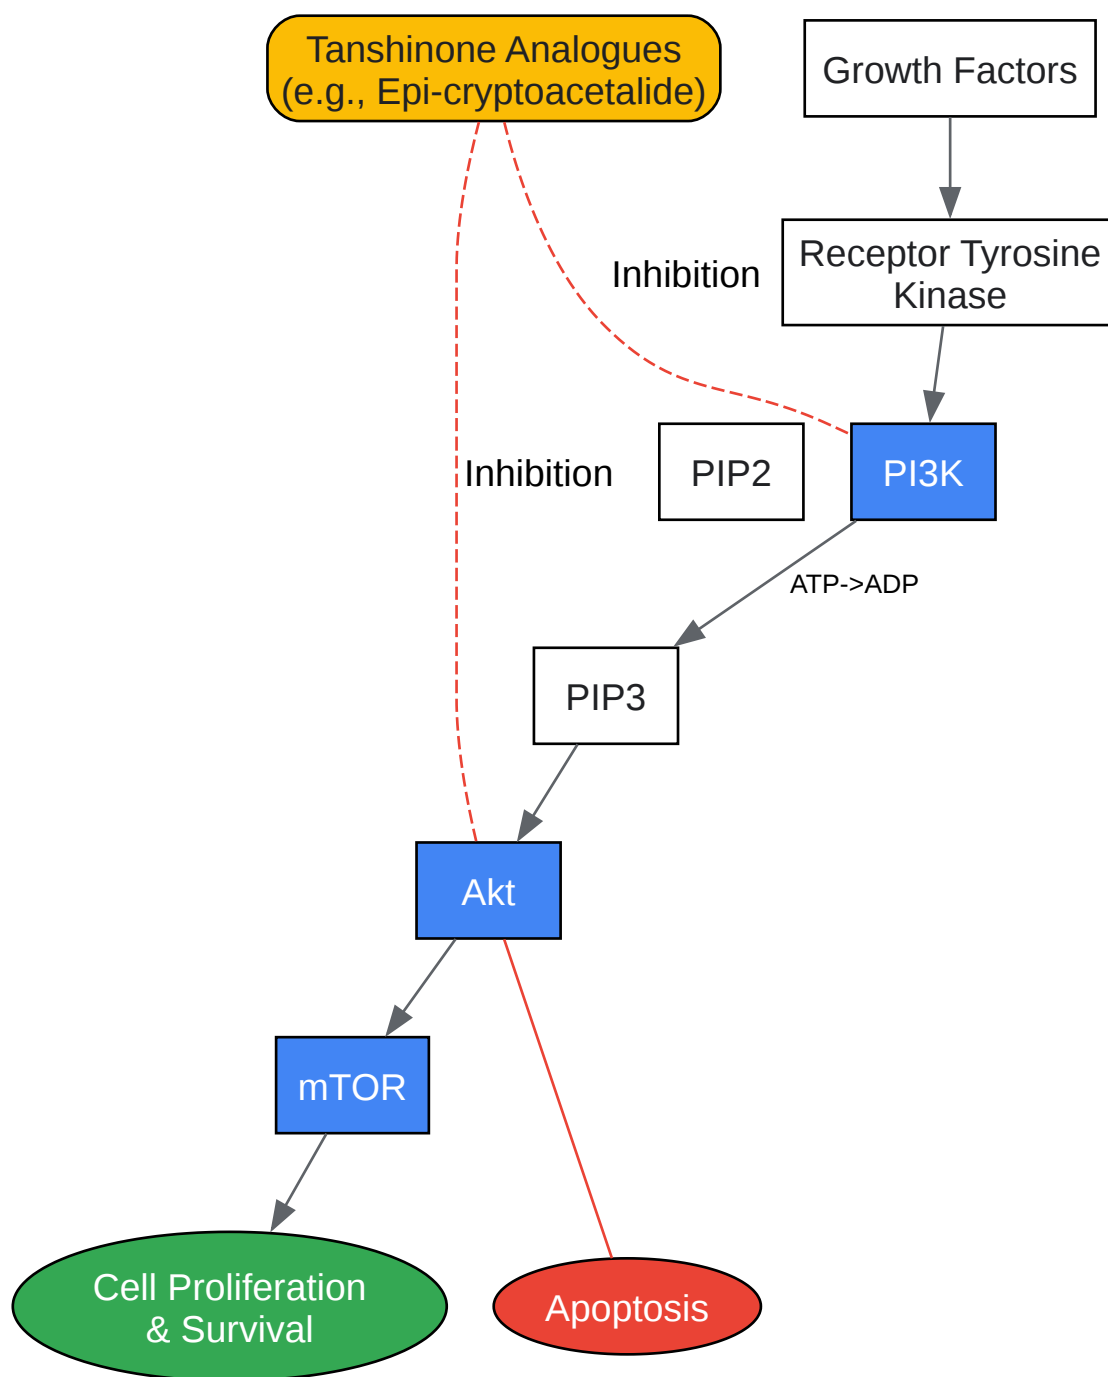 Tanshinone Analogues
(e.g., Epi-cryptoacetalide)
Growth Factors
Receptor Tyrosine
Kinase
Inhibition
Inhibition
PIP2
PI3K
ATP->ADP
PIP3
Akt
mTOR
Cell Proliferation
& Survival
Apoptosis